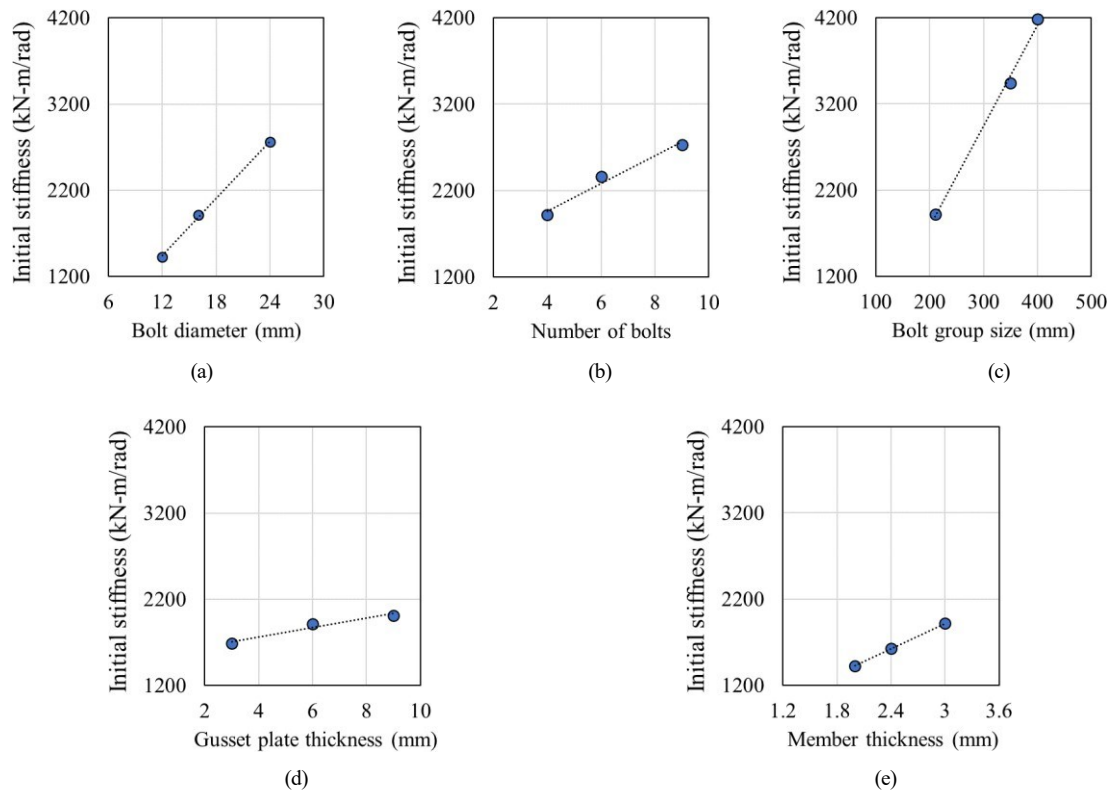 Initial stiffness (kN-m/rad)
4200
3200
2200
1200
6 12 18 24 30
Bolt diameter (mm)
(a)
Initial stiffness (kN-m/rad)
4200
3200
2200
1200
2 4 6 8 10
Number of bolts
(b)
Initial stiffness (kN-m/rad)
4200
3200
2200
1200
100 200 300 400 500
Bolt group size (mm)
(c)
Initial stiffness (kN-m/rad)
4200
3200
2200
1200
2 4 6 8 10
Gusset plate thickness (mm)
(d)
Initial stiffness (kN-m/rad)
4200
3200
2200
1200
1.2 1.8 2.4 3 3.6
Member thickness (mm)
(e)